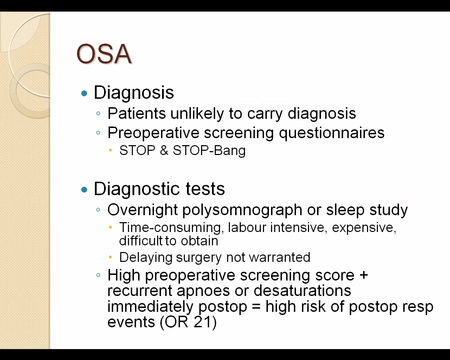 OSA
Diagnosis
Patients unlikely to carry diagnosis
Preoperative screening questionnaires
STOP & STOP-Bang
Diagnostic tests
Overnight polysomnograph or sleep study
Time-consuming, labour intensive, expensive,
difficult to obtain
Delaying surgery not warranted
High preoperative screening score +
recurrent apnoes or desaturations
immediately postop = high risk of postop resp
events (OR 21)